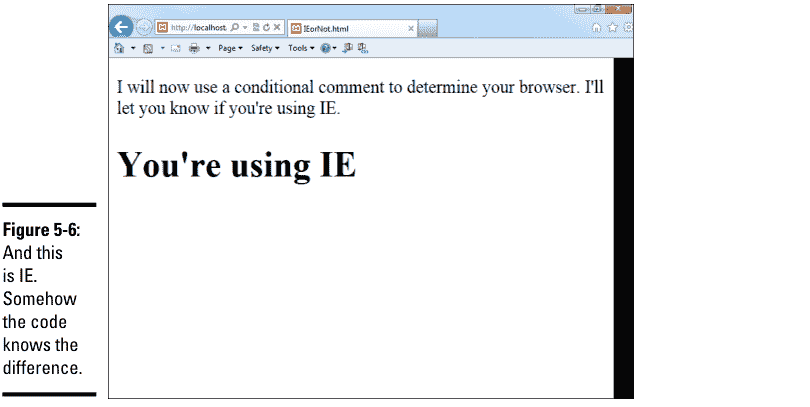 http://localhost.
IEorNot.html
Page
Safety
Tools
I will now use a conditional comment to determine your browser. I'll
let you know if you're using IE.
You're using IE
Figure 5-6:
And this
is IE.
Somehow
the code
knows the
difference.